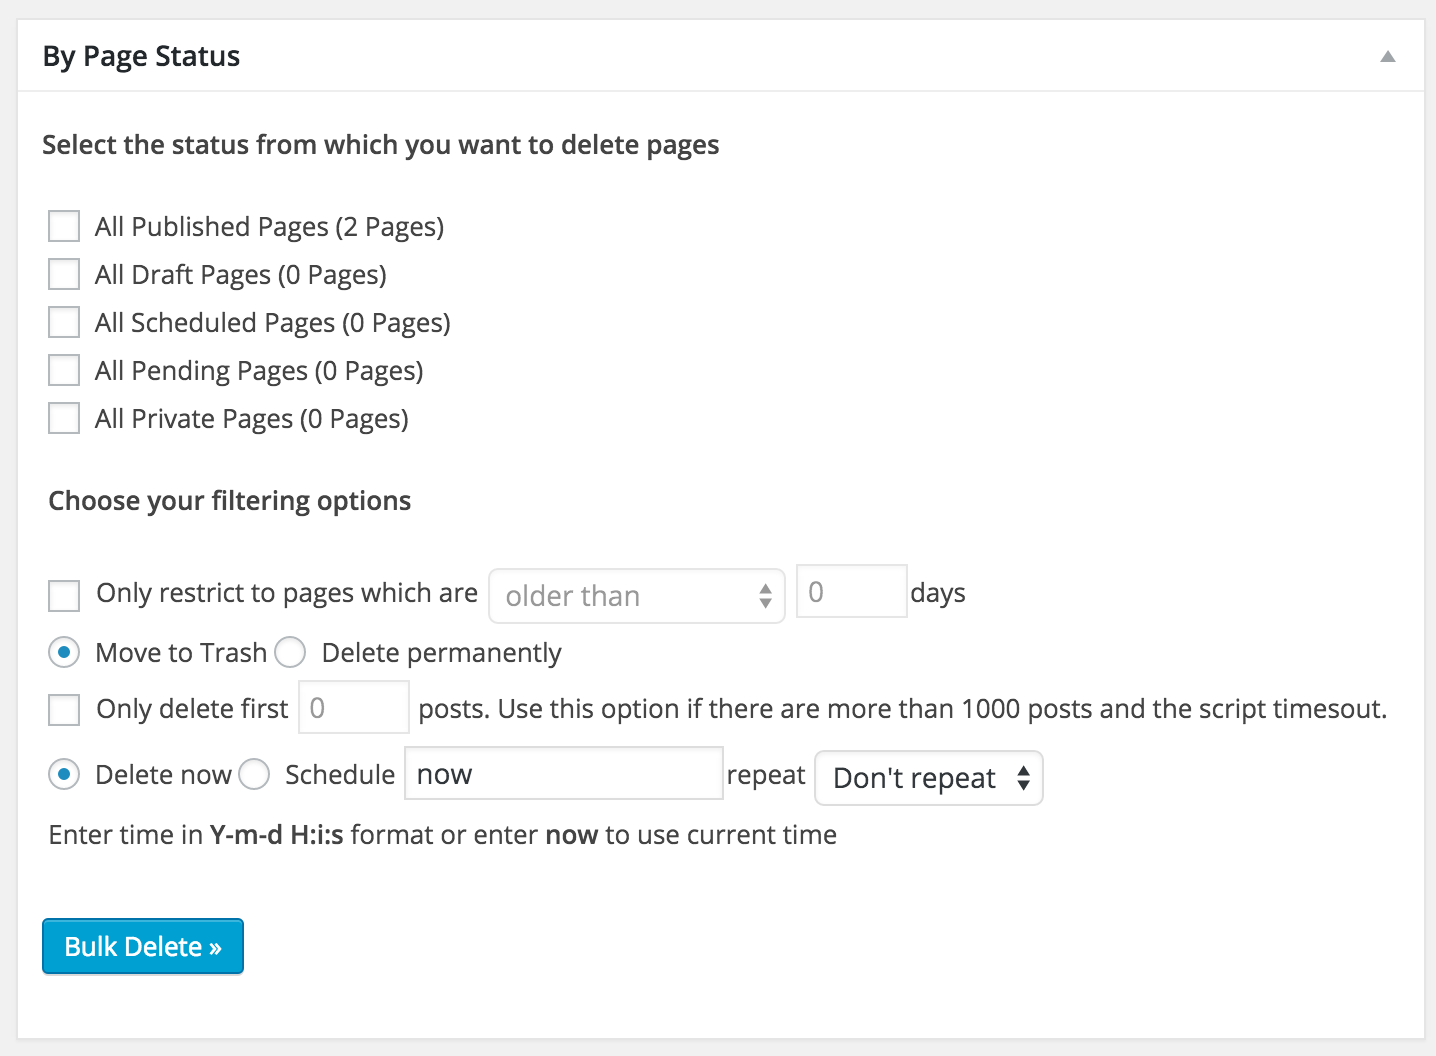 By Page Status
Select the status from which you want to delete pages
All Published Pages (2 Pages)
All Draft Pages (0 Pages)
All Scheduled Pages (0 Pages)
All Pending Pages (0 Pages)
All Private Pages (0 Pages)
Choose your filtering options
Only restrict to pages which are older than 0 days
Move to Trash Delete permanently
Only delete first 0 posts. Use this option if there are more than 1000 posts and the script timesout.
Delete now Schedule now repeat Don't repeat
Enter time in Y-m-d H:i:s format or enter now to use current time
Bulk Delete »